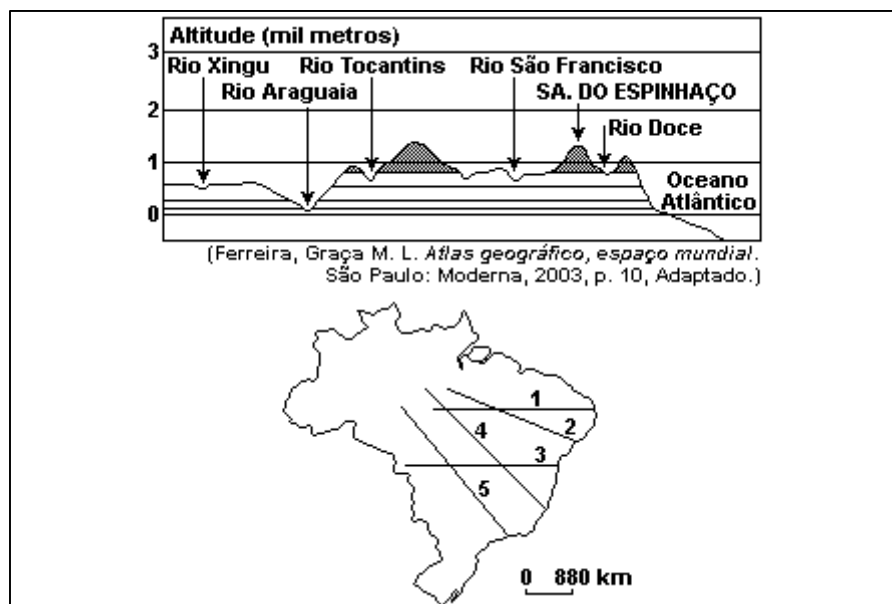 Altitude (mil metros)
3
Rio Xingu Rio Tocantins Rio São Francisco
Rio Araguaia SA. DO ESPINHAÇO
2
Rio Doce
1
Oceano
Atlântico
0
(Ferreira, Graça M. L. Atlas geográfico, espaço mundial.
São Paulo: Moderna, 2003, p. 10, Adaptado.)
1
2
4
3
5
0 880 km